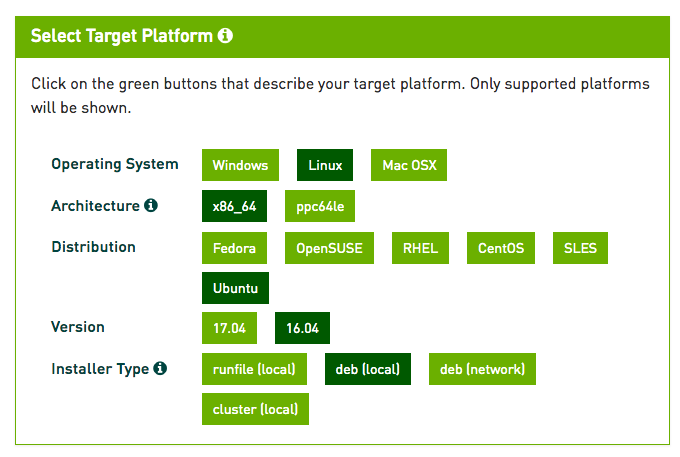 Select Target Platform
Click on the green buttons that describe your target platform. Only supported platforms
will be shown.
Operating System Windows Linux Mac OSX
Architecture x86_64 ppc64le
Distribution Fedora OpenSUSE RHEL CentOS SLES
Ubuntu
Version 17.04 16.04
Installer Type runfile (local) deb (local) deb (network)
cluster (local)